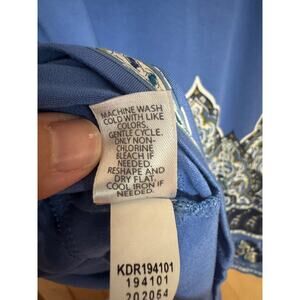 MACHINE WASH
COLD WITH LIKE
COLORS,
GENTLE CYCLE.
ONLY NON-
CHLORINE
BLEACH IF
NEEDED.
RESHAPE AND
DRY FLAT,
COOL IRON IF
NEEDED.
KDR194101
194101
202054